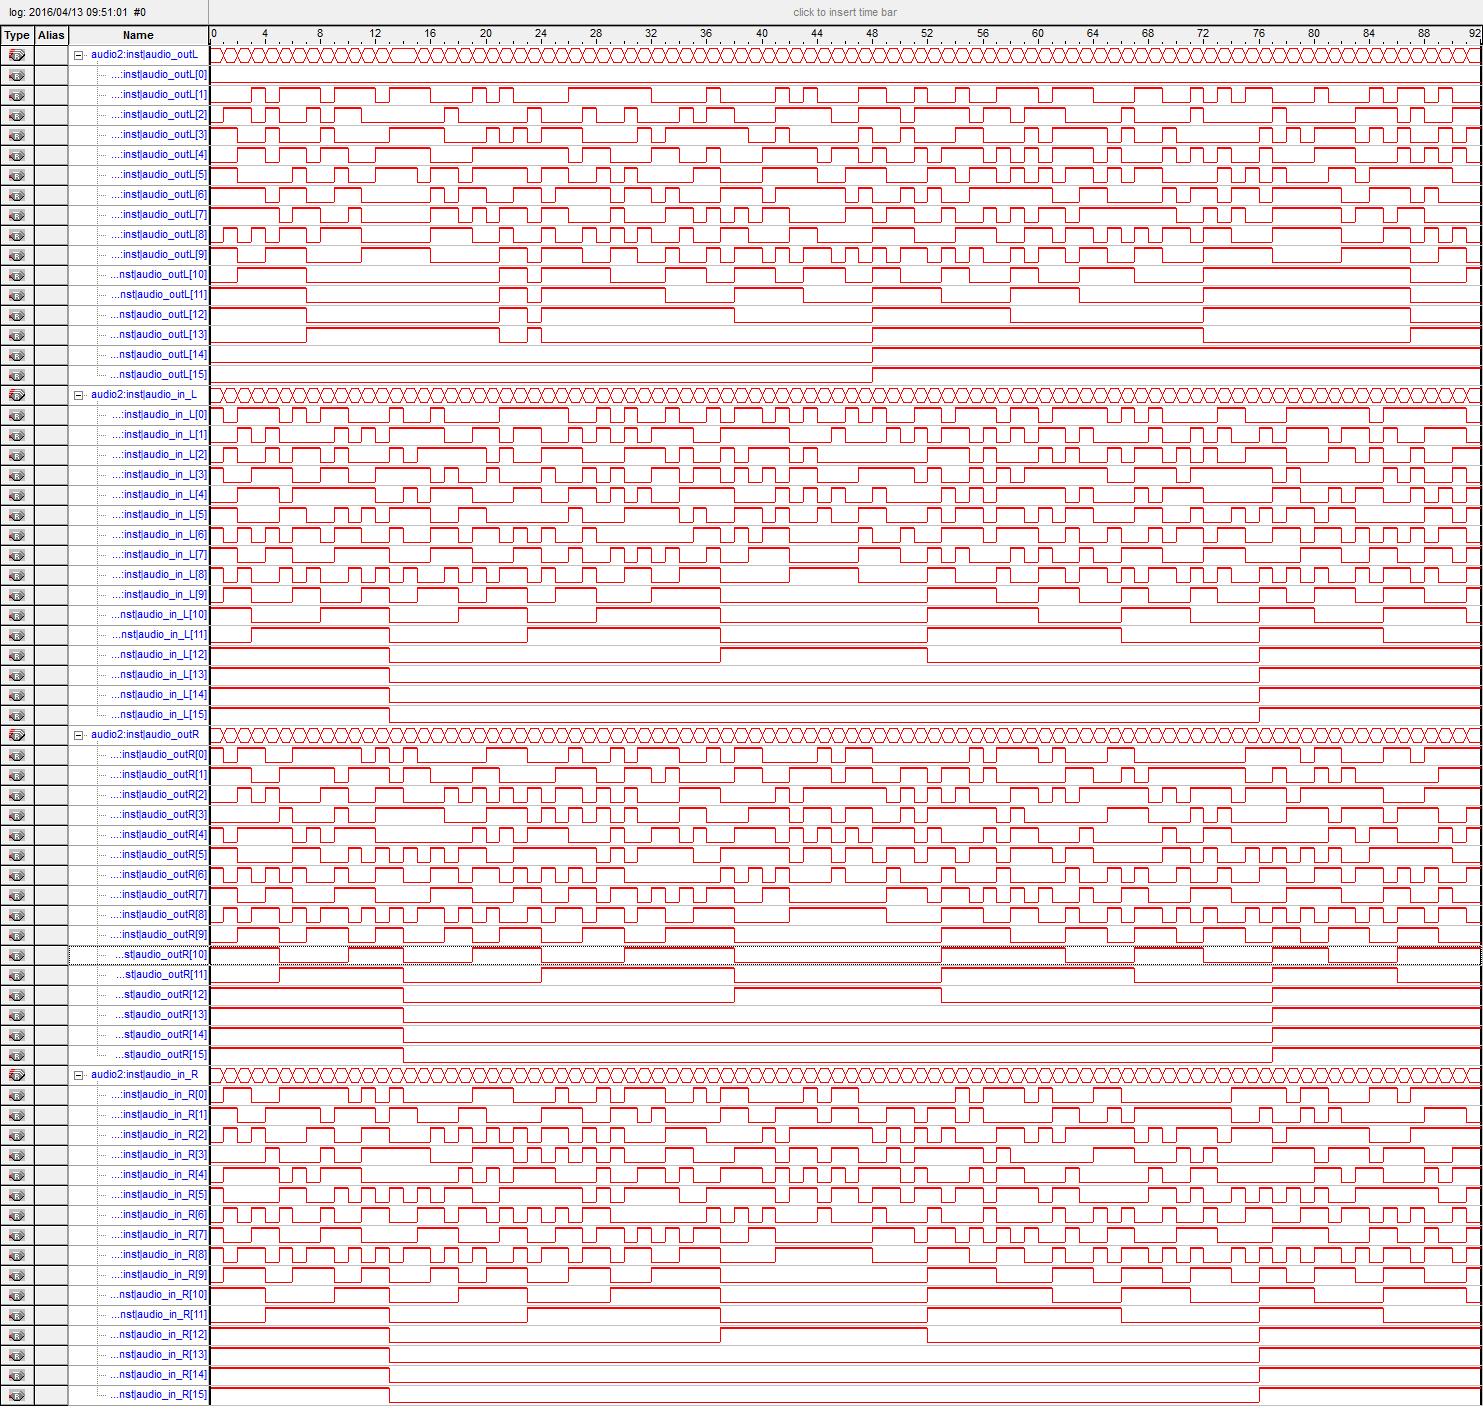 log: 2016/04/13 09:51:01 #0
click to insert time bar
Type Alias Name 0 4 8 12 16 20 24 28 32 36 40 44 48 52 56 60 64 68 72 76 80 84 88 92
audio2:inst|audio_outL
...:inst|audio_outL[0]
...:inst|audio_outL[1]
...:inst|audio_outL[2]
...:inst|audio_outL[3]
...:inst|audio_outL[4]
...:inst|audio_outL[5]
...:inst|audio_outL[6]
...:inst|audio_outL[7]
...:inst|audio_outL[8]
...:inst|audio_outL[9]
...nst|audio_outL[10]
...nst|audio_outL[11]
...nst|audio_outL[12]
...nst|audio_outL[13]
...nst|audio_outL[14]
...nst|audio_outL[15]
audio2:inst|audio_in_L
...:inst|audio_in_L[0]
...:inst|audio_in_L[1]
...:inst|audio_in_L[2]
...:inst|audio_in_L[3]
...:inst|audio_in_L[4]
...:inst|audio_in_L[5]
...:inst|audio_in_L[6]
...:inst|audio_in_L[7]
...:inst|audio_in_L[8]
...:inst|audio_in_L[9]
...nst|audio_in_L[10]
...nst|audio_in_L[11]
...nst|audio_in_L[12]
...nst|audio_in_L[13]
...nst|audio_in_L[14]
...nst|audio_in_L[15]
audio2:inst|audio_outR
...:inst|audio_outR[0]
...:inst|audio_outR[1]
...:inst|audio_outR[2]
...:inst|audio_outR[3]
...:inst|audio_outR[4]
...:inst|audio_outR[5]
...:inst|audio_outR[6]
...:inst|audio_outR[7]
...:inst|audio_outR[8]
...:inst|audio_outR[9]
...st|audio_outR[10]
...st|audio_outR[11]
...st|audio_outR[12]
...st|audio_outR[13]
...st|audio_outR[14]
...st|audio_outR[15]
audio2:inst|audio_in_R
...:inst|audio_in_R[0]
...:inst|audio_in_R[1]
...:inst|audio_in_R[2]
...:inst|audio_in_R[3]
...:inst|audio_in_R[4]
...:inst|audio_in_R[5]
...:inst|audio_in_R[6]
...:inst|audio_in_R[7]
...:inst|audio_in_R[8]
...:inst|audio_in_R[9]
...nst|audio_in_R[10]
...nst|audio_in_R[11]
...nst|audio_in_R[12]
...nst|audio_in_R[13]
...nst|audio_in_R[14]
...nst|audio_in_R[15]